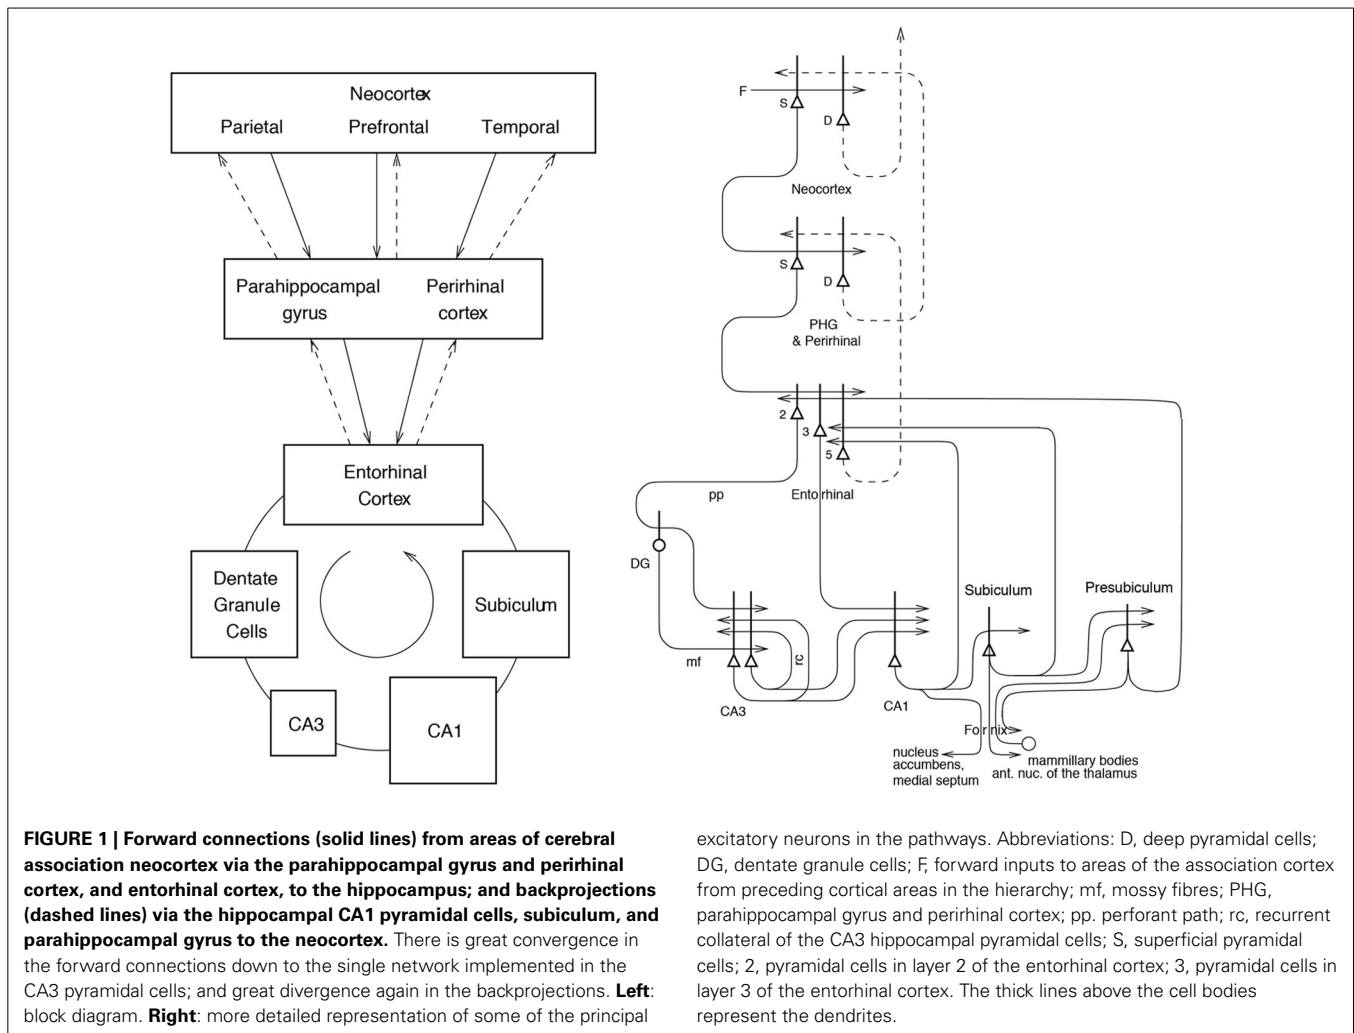 Neocortex
Parietal Prefrontal Temporal
Parahippocampal gyrus
Perirhinal cortex
Entorhinal
Cortex
Dentate
Granule
Cells
Subiculum
CA3
CA1
F
S
D
Neocortex
S
D
PHG
& Perirhinal
2
3
5
pp
Entorhinal
DG
mf
rc
CA3
CA1
Subiculum
Presubiculum
Fornix
nucleus
accumbens,
medial septum
mammillary bodies
ant. nuc. of the thalamus
FIGURE 1 | Forward connections (solid lines) from areas of cerebral
association neocortex via the parahippocampal gyrus and perirhinal
cortex, and entorhinal cortex, to the hippocampus; and backprojections
(dashed lines) via the hippocampal CA1 pyramidal cells, subiculum, and
parahippocampal gyrus to the neocortex. There is great convergence in
the forward connections down to the single network implemented in the
CA3 pyramidal cells; and great divergence again in the backprojections. Left:
block diagram. Right: more detailed representation of some of the principal
excitatory neurons in the pathways. Abbreviations: D, deep pyramidal cells;
DG, dentate granule cells; F, forward inputs to areas of the association cortex
from preceding cortical areas in the hierarchy; mf, mossy fibres; PHG,
parahippocampal gyrus and perirhinal cortex; pp. perforant path; rc, recurrent
collateral of the CA3 hippocampal pyramidal cells; S, superficial pyramidal
cells; 2, pyramidal cells in layer 2 of the entorhinal cortex; 3, pyramidal cells in
layer 3 of the entorhinal cortex. The thick lines above the cell bodies
represent the dendrites.